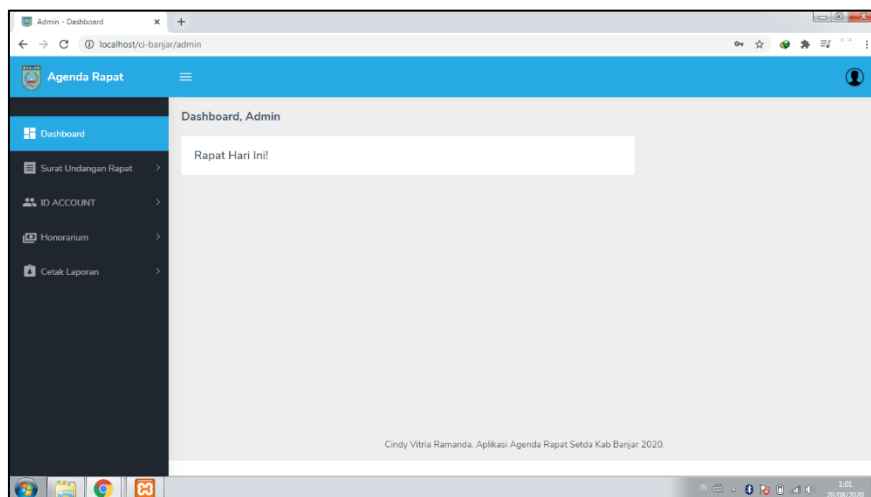 Admin - Dashboard
localhost/ci-banjar/admin
Agenda Rapat
Dashboard, Admin
Dashboard
Rapat Hari Ini!
Surat Undangan Rapat
ID ACCOUNT
Honorarium
Cetak Laporan
Cindy Vitria Ramanda. Aplikasi Agenda Rapat Setda Kab Banjar 2020.
IN
1:01